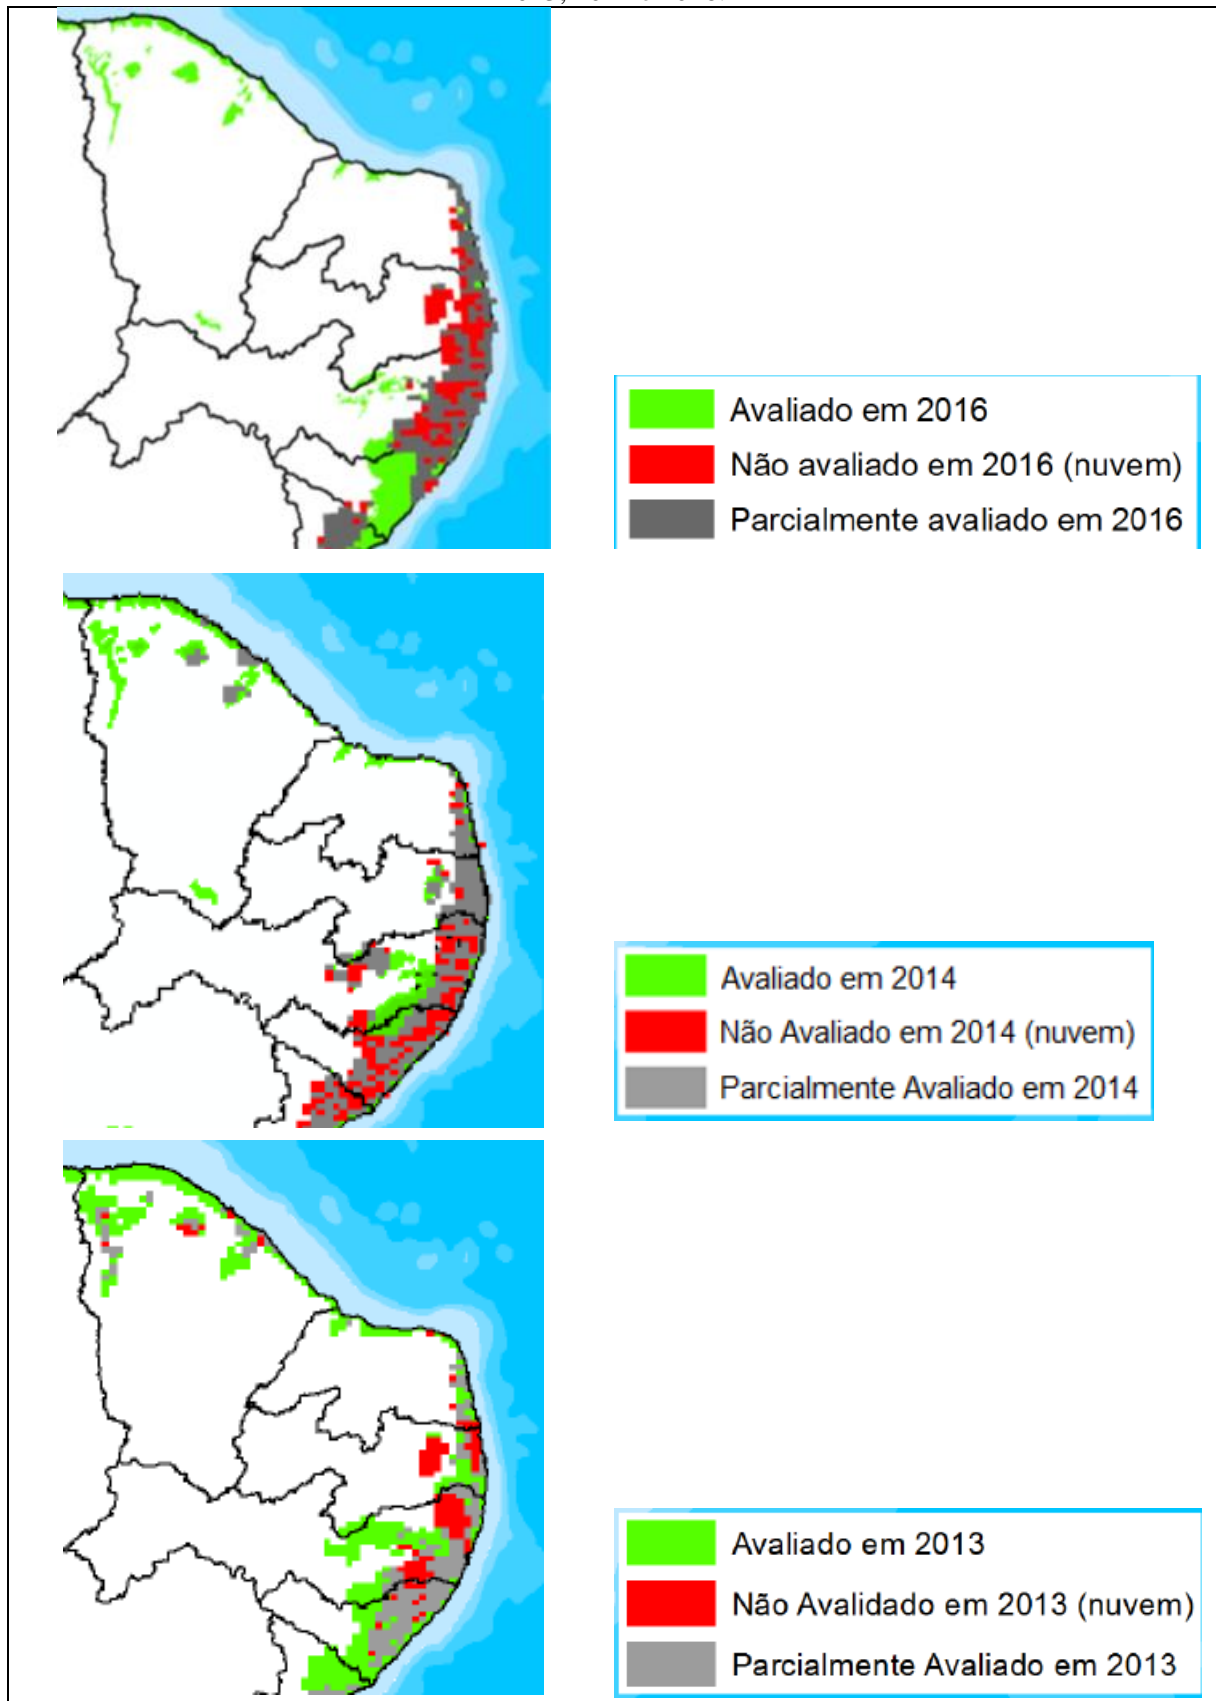 Avaliado em 2016
Não avaliado em 2016 (nuvem)
Parcialmente avaliado em 2016
Avaliado em 2014
Não Avaliado em 2014 (nuvem)
Parcialmente Avaliado em 2014
Avaliado em 2013
Não Avalidado em 2013 (nuvem)
Parcialmente Avaliado em 2013